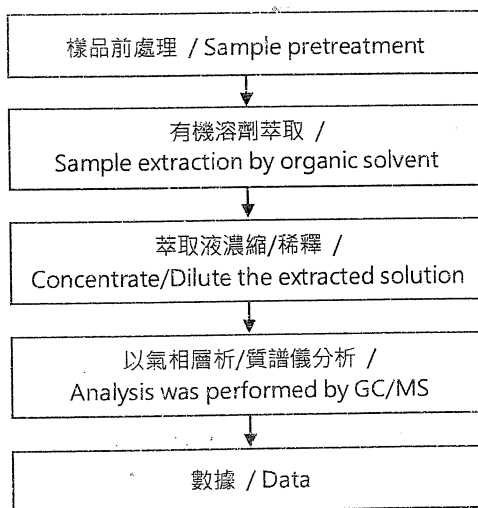 樣品前處理 / Sample pretreatment
有機溶劑萃取 /
Sample extraction by organic solvent
萃取液濃縮/稀釋 /
Concentrate/Dilute the extracted solution
以氣相層析/質譜儀分析 /
Analysis was performed by GC/MS
數據 / Data